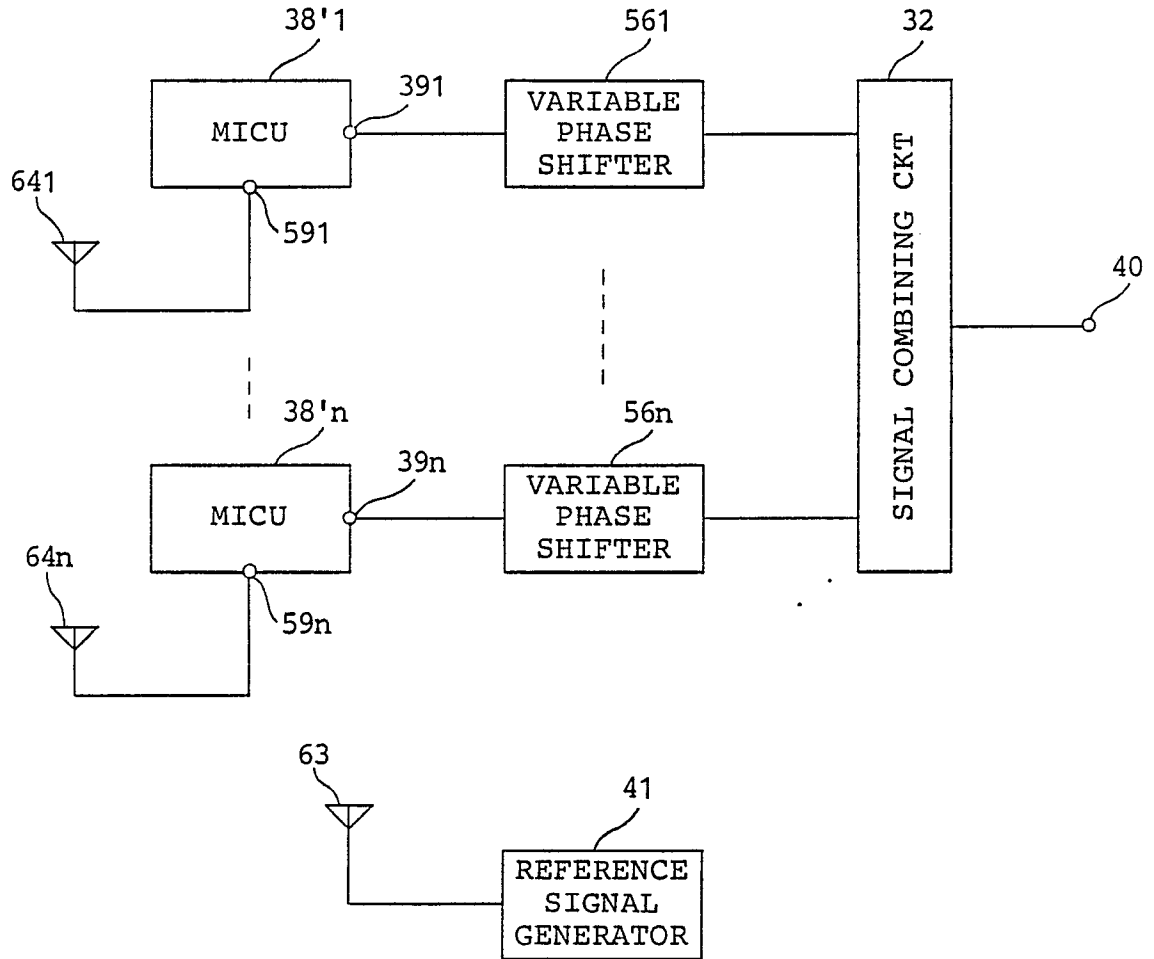 38'1
561
32
391
MICU
VARIABLE
PHASE
SHIFTER
641
591
SIGNAL COMBINING CKT
40
38'n
56n
39n
MICU
VARIABLE
PHASE
SHIFTER
64n
59n
63
41
REFERENCE
SIGNAL
GENERATOR